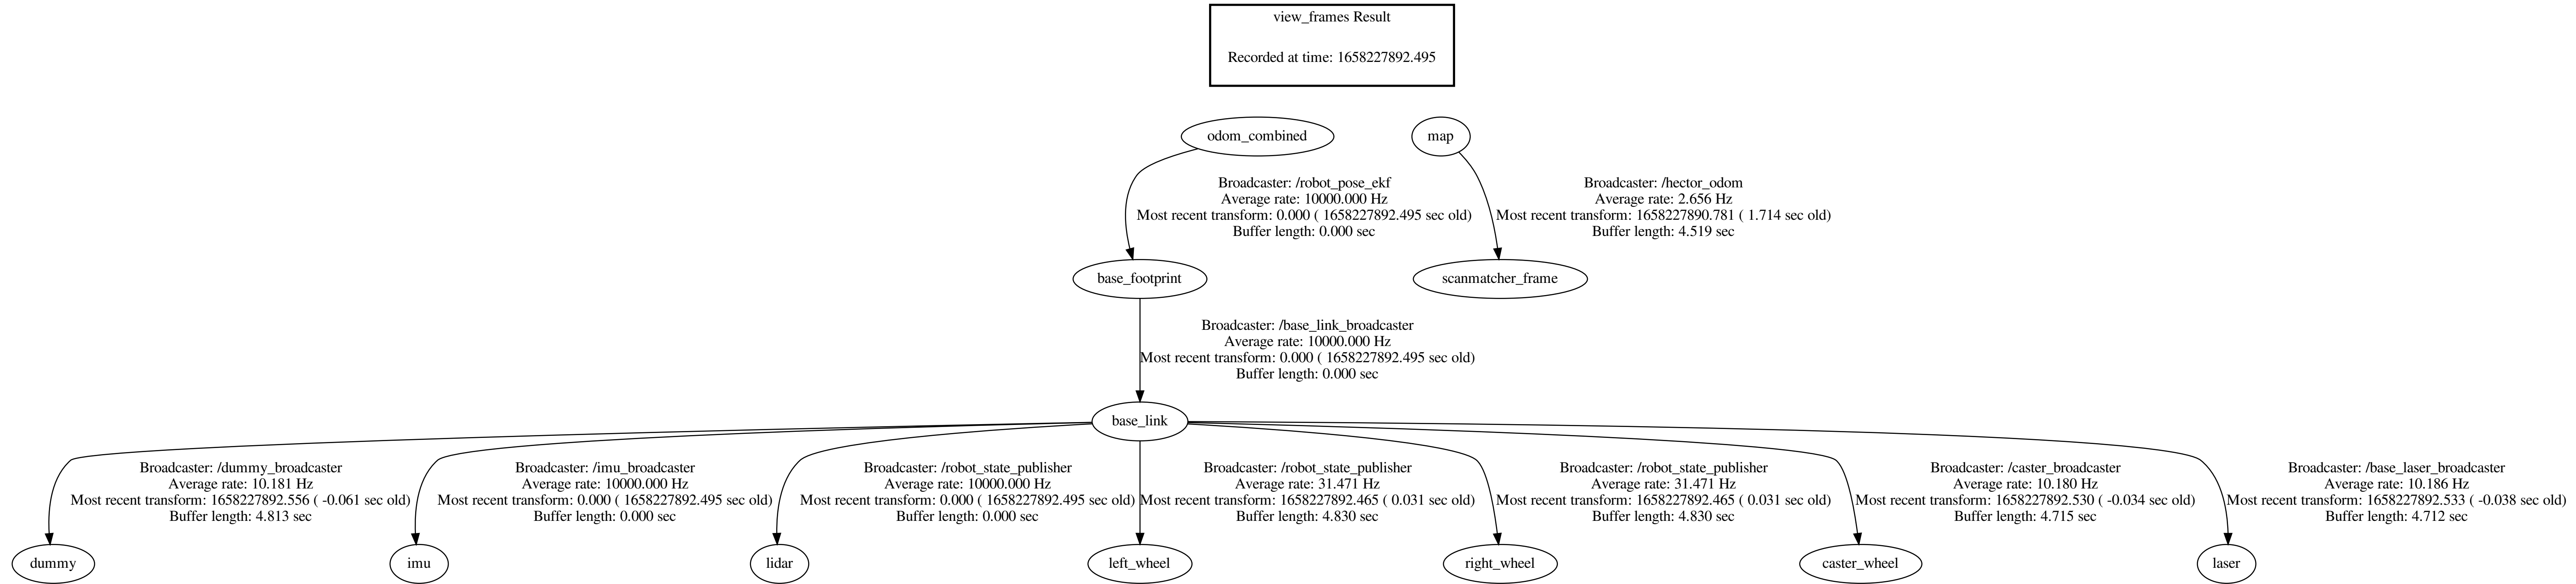 view_frames Result
Recorded at time: 1658227892.495
odom_combined
map
Broadcaster: /robot_pose_ekf
Average rate: 10000.000 Hz
Most recent transform: 0.000 ( 1658227892.495 sec old)
Buffer length: 0.000 sec
Broadcaster: /hector_odom
Average rate: 2.656 Hz
Most recent transform: 1658227890.781 ( 1.714 sec old)
Buffer length: 4.519 sec
base_footprint
scanmatcher_frame
Broadcaster: /base_link_broadcaster
Average rate: 10000.000 Hz
Most recent transform: 0.000 ( 1658227892.495 sec old)
Buffer length: 0.000 sec
base_link
Broadcaster: /dummy_broadcaster
Average rate: 10.181 Hz
Most recent transform: 1658227892.556 ( -0.061 sec old)
Buffer length: 4.813 sec
Broadcaster: /imu_broadcaster
Average rate: 10000.000 Hz
Most recent transform: 0.000 ( 1658227892.495 sec old)
Buffer length: 0.000 sec
Broadcaster: /robot_state_publisher
Average rate: 10000.000 Hz
Most recent transform: 0.000 ( 1658227892.495 sec old)
Buffer length: 0.000 sec
Broadcaster: /robot_state_publisher
Average rate: 31.471 Hz
Most recent transform: 1658227892.465 ( 0.031 sec old)
Buffer length: 4.830 sec
Broadcaster: /robot_state_publisher
Average rate: 31.471 Hz
Most recent transform: 1658227892.465 ( 0.031 sec old)
Buffer length: 4.830 sec
Broadcaster: /caster_broadcaster
Average rate: 10.180 Hz
Most recent transform: 1658227892.530 ( -0.034 sec old)
Buffer length: 4.715 sec
Broadcaster: /base_laser_broadcaster
Average rate: 10.186 Hz
Most recent transform: 1658227892.533 ( -0.038 sec old)
Buffer length: 4.712 sec
dummy
imu
lidar
left_wheel
right_wheel
caster_wheel
laser